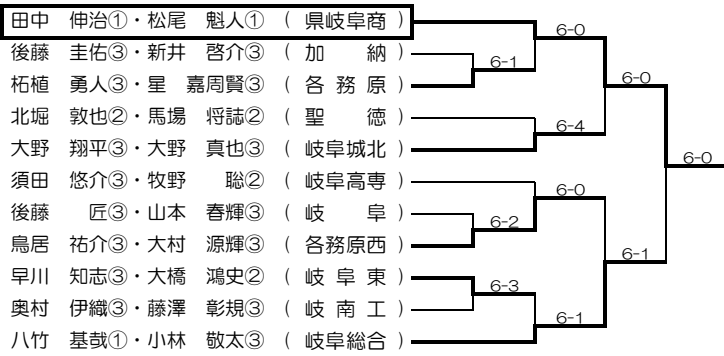 田中　伸治①・松尾　魁人①　(　県岐阜商　)
6-0
後藤　圭佑③・新井　啓介③　(　加　　納　)
6-1
柘植　勇人③・星　嘉周賢③　(　各 務 原　)
6-0
北堀　敦也②・馬場　将誌②　(　聖　　徳　)
6-4
大野　翔平③・大野　真也③　(　岐阜城北　)
6-0
須田　悠介③・牧野　　聡②　(　岐阜高専　)
6-0
後藤　　匠③・山本　春輝③　(　岐　　阜　)
6-2
鳥居　祐介③・大村　源輝③　(　各務原西　)
6-1
早川　知志③・大橋　鴻史②　(　岐 阜 東　)
6-3
奥村　伊織③・藤澤　彰規③　(　岐 南 工　)
6-1
八竹　基哉①・小林　敬太③　(　岐阜総合　)